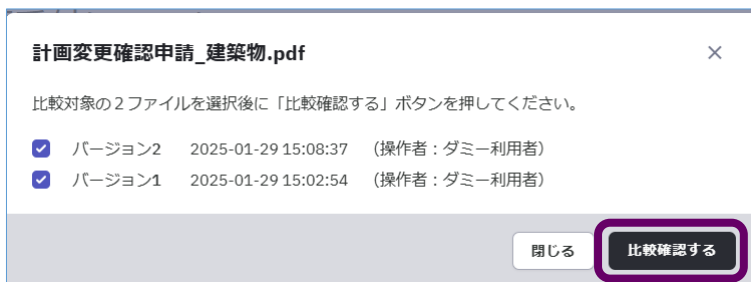 計画変更確認申請_建築物.pdf
比較対象の２ファイルを選択後に「比較確認する」ボタンを押してください。
バージョン2 2025-01-29 15:08:37 （操作者：ダミー利用者）
バージョン1 2025-01-29 15:02:54 （操作者：ダミー利用者）
閉じる 比較確認する